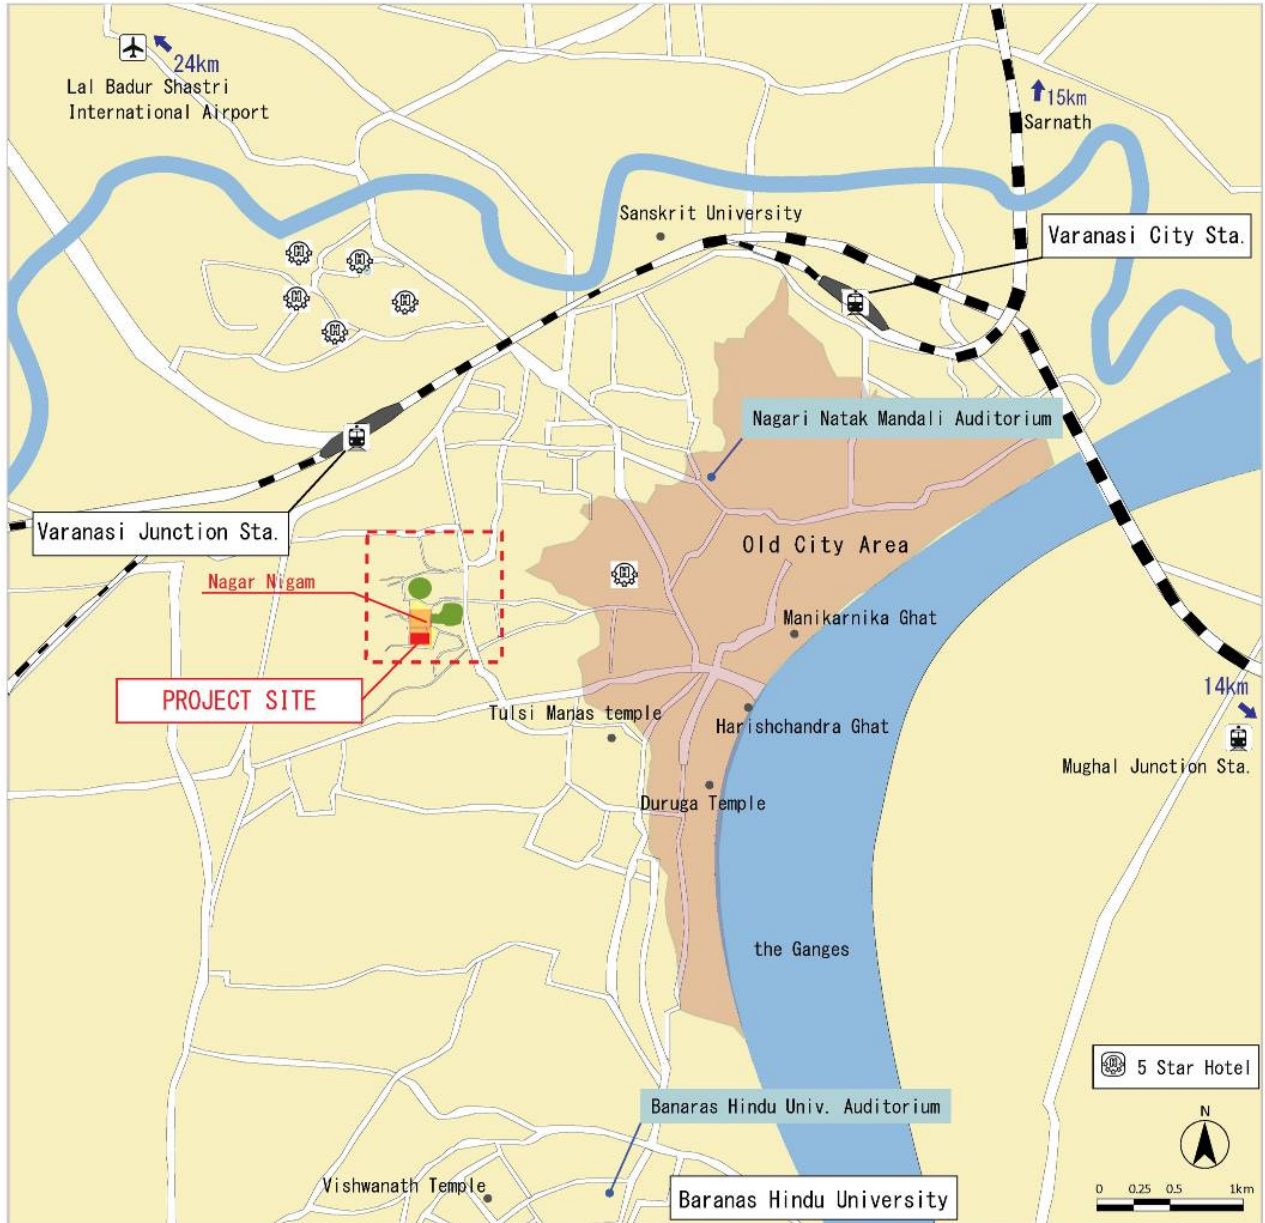 24km
Lal Badur Shastri
International Airport
15km
Sarnath
Sanskrit University
Varanasi City Sta.
Nagari Natak Mandali Auditorium
Varanasi Junction Sta.
Old City Area
Nagar Nigam
Manikarnika Ghat
PROJECT SITE
14km
Tulsi Manas temple
Harishchandra Ghat
Mughal Junction Sta.
Duruga Temple
the Ganges
5 Star Hotel
Banaras Hindu Univ. Auditorium
N
Vishwanath Temple
Baranas Hindu University
0 0.25 0.5 1km